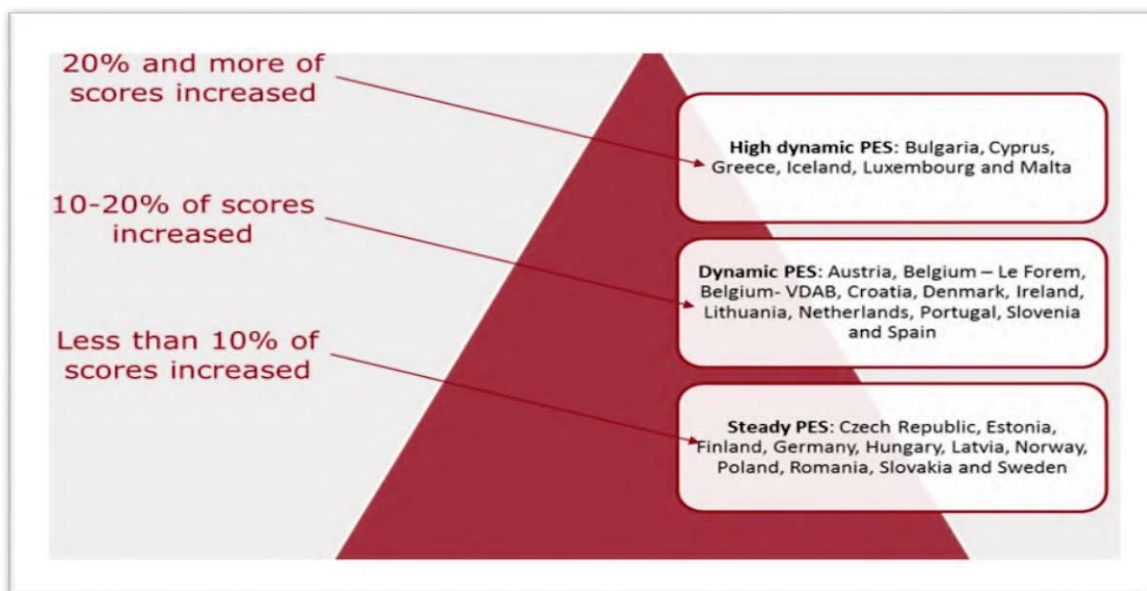 20% and more of
scores increased
High dynamic PES: Bulgaria, Cyprus,
Greece, Iceland, Luxembourg and Malta
10-20% of scores
increased
Dynamic PES: Austria, Belgium – Le Forem,
Belgium- VDAB, Croatia, Denmark, Ireland,
Lithuania, Netherlands, Portugal, Slovenia
and Spain
Less than 10% of
scores increased
Steady PES: Czech Republic, Estonia,
Finland, Germany, Hungary, Latvia, Norway,
Poland, Romania, Slovakia and Sweden